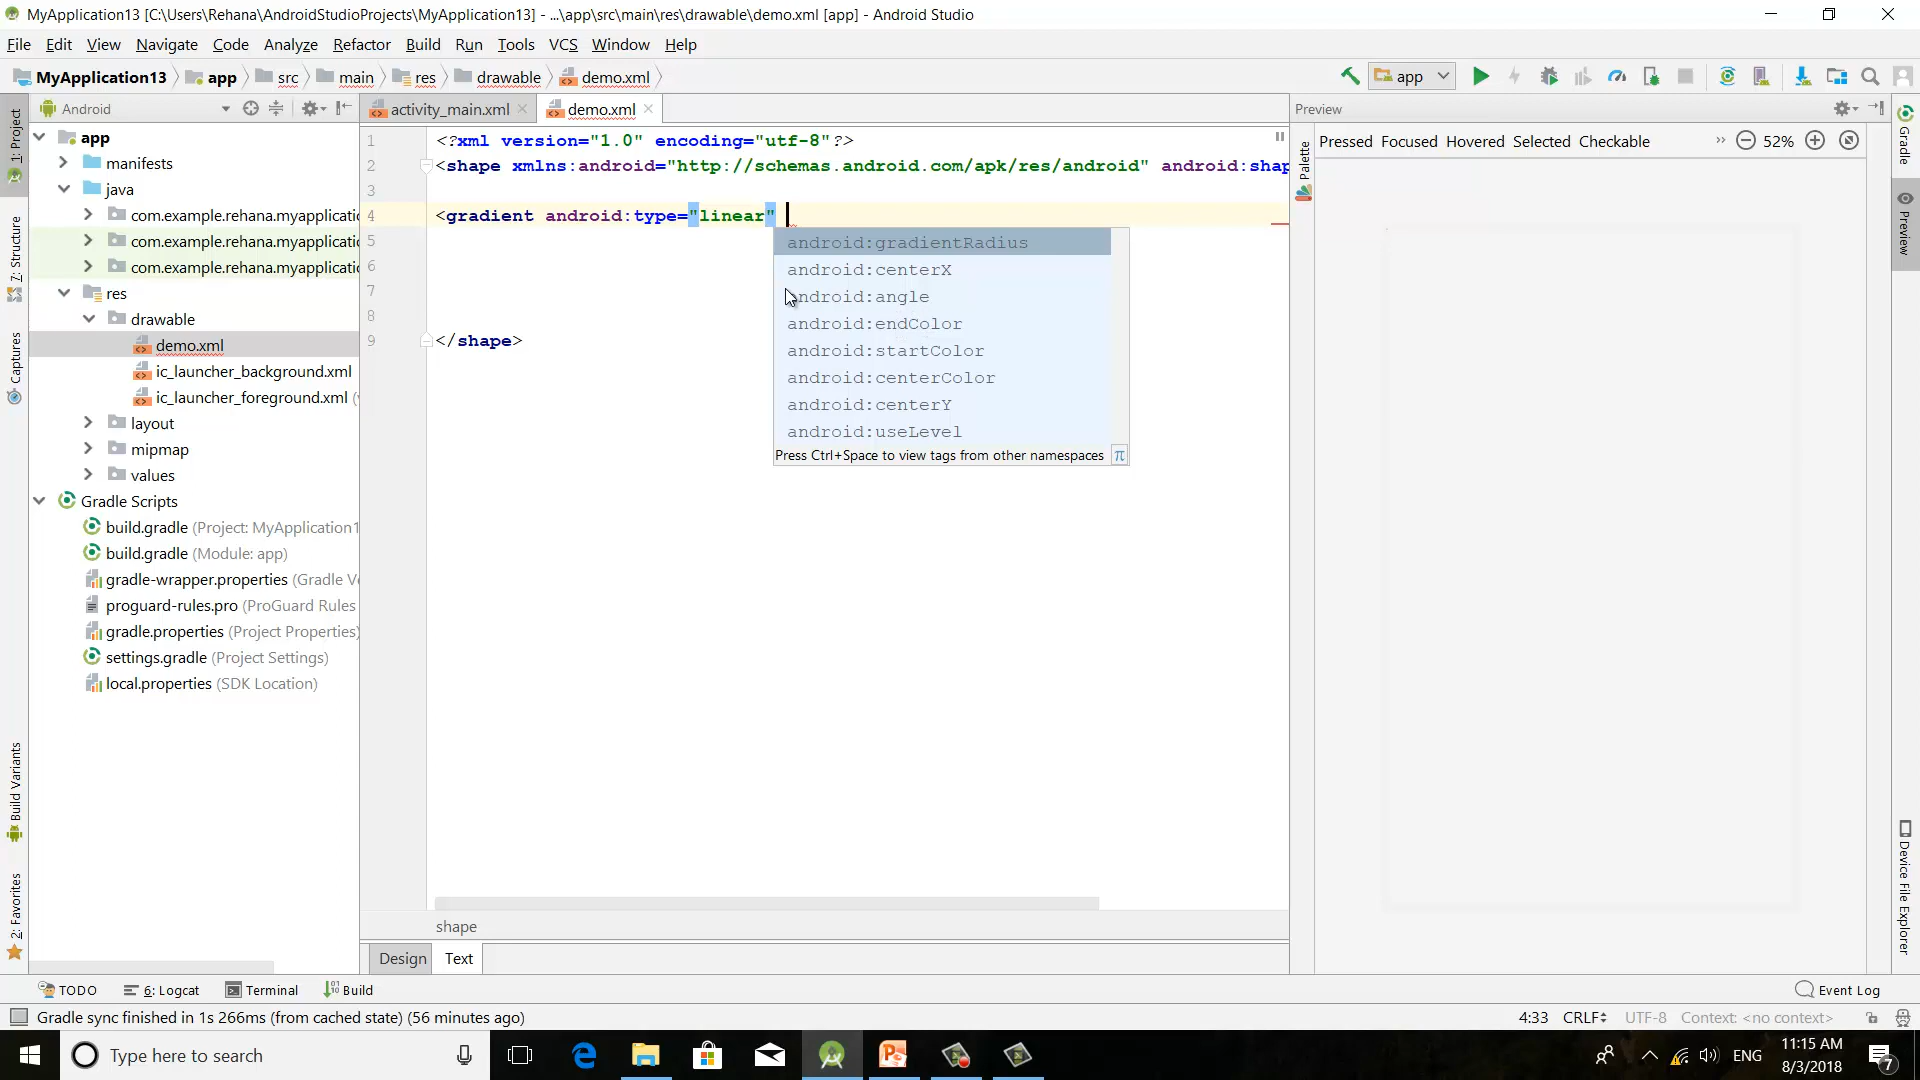 MyApplication13 [C:\Users\Rehana\AndroidStudioProjects\MyApplication13] - ...\app\src\main\res\drawable\demo.xml [app] - Android Studio
File Edit View Navigate Code Analyze Refactor Build Run Tools VCS Window Help
MyApplication13 app src main res drawable demo.xml
app
Android
activity_main.xml
demo.xml
Preview
1: Project
7: Structure
Captures
Build Variants
2: Favorites
app
manifests
java
com.example.rehana.myapplicatio
com.example.rehana.myapplicatio
com.example.rehana.myapplicatio
res
drawable
demo.xml
ic_launcher_background.xml
ic_launcher_foreground.xml (
layout
mipmap
values
Gradle Scripts
build.gradle (Project: MyApplication1
build.gradle (Module: app)
gradle-wrapper.properties (Gradle Ve
proguard-rules.pro (ProGuard Rules
gradle.properties (Project Properties)
settings.gradle (Project Settings)
local.properties (SDK Location)
1 <?xml version="1.0" encoding="utf-8"?>
2 <shape xmlns:android="http://schemas.android.com/apk/res/android" android:shap
3
4 <gradient android:type="linear"
5
6
7
8
9 </shape>
android:gradientRadius
android:centerX
android:angle
android:endColor
android:startColor
android:centerColor
android:centerY
android:useLevel
Press Ctrl+Space to view tags from other namespaces π
Palette
Pressed Focused Hovered Selected Checkable » 52%
Gradle
Preview
Device File Explorer
shape
Design Text
TODO 6: Logcat Terminal Build Event Log
Gradle sync finished in 1s 266ms (from cached state) (56 minutes ago)
4:33 CRLF UTF-8 Context: <no context>
Type here to search
ENG
11:15 AM
8/3/2018
7